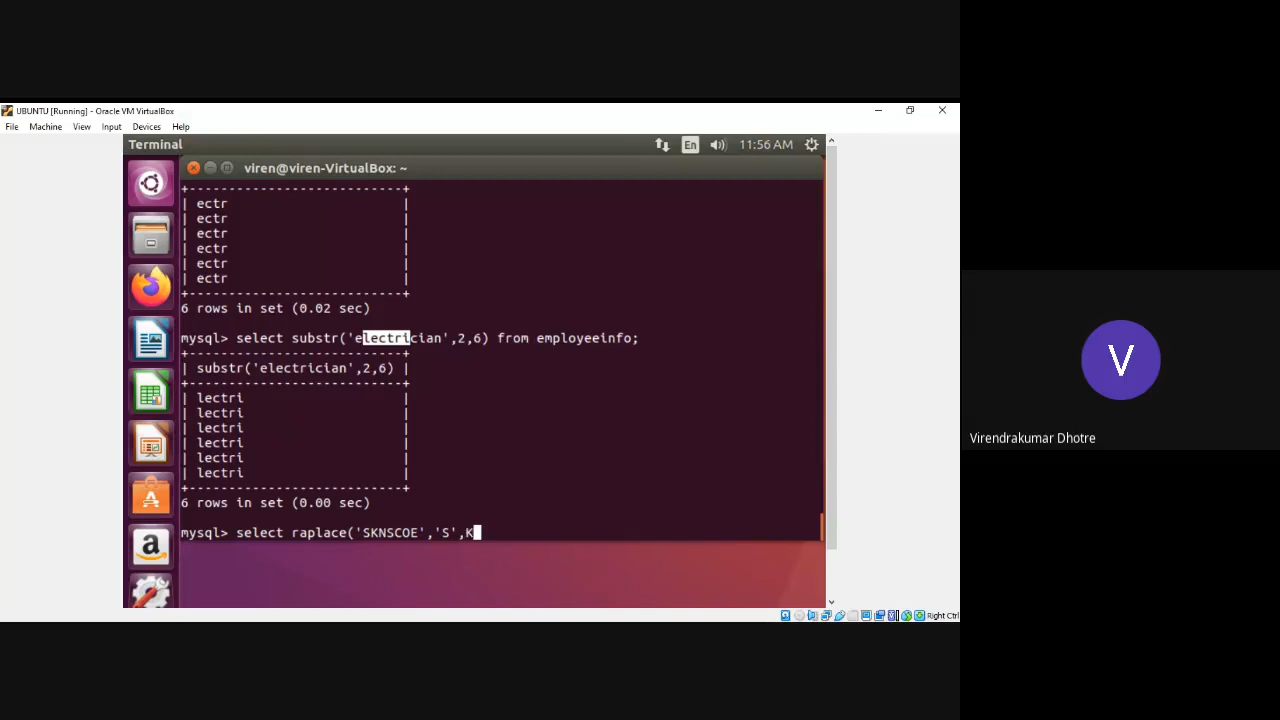 UBUNTU [Running] - Oracle VM VirtualBox
File Machine View Input Devices Help
Terminal En 11:56 AM
viren@viren-VirtualBox: ~
+---------------------------+
| ectr |
| ectr |
| ectr |
| ectr |
| ectr |
| ectr |
+---------------------------+
6 rows in set (0.02 sec)
mysql> select substr('electrician',2,6) from employeeinfo;
+---------------------------+
| substr('electrician',2,6) |
+---------------------------+
| lectri |
| lectri |
| lectri |
| lectri |
| lectri |
| lectri |
+---------------------------+
6 rows in set (0.00 sec)
mysql> select raplace('SKNSCOE','S',K
Right Ctrl
V
Virendrakumar Dhotre